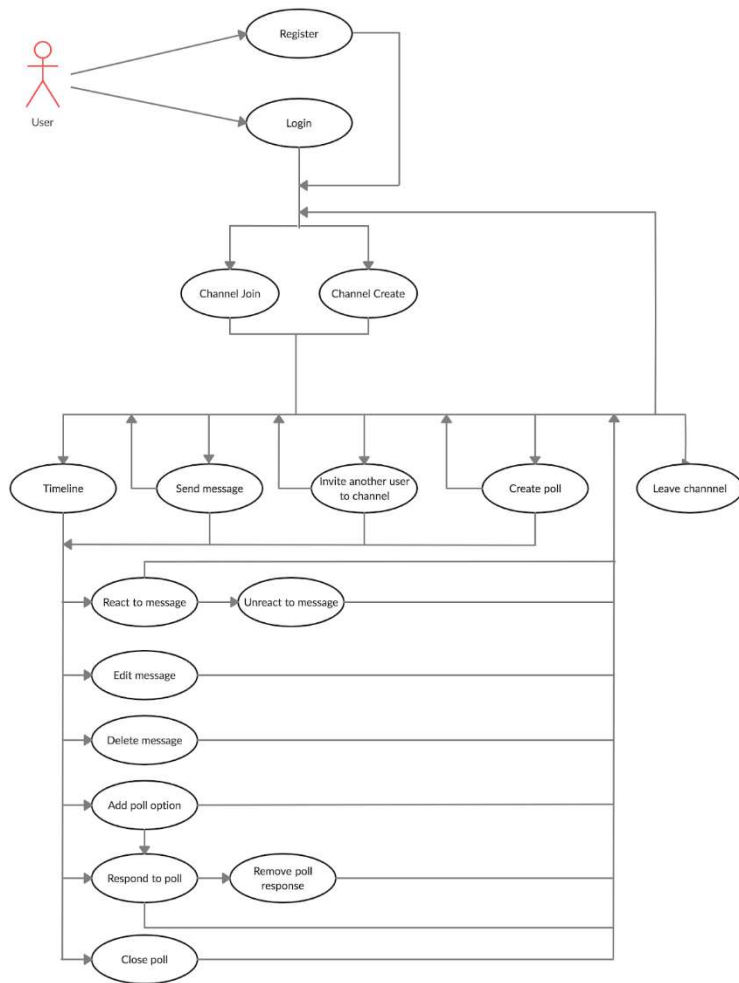 Register
User
Login
Channel Join
Channel Create
Timeline
Send message
Invite another user
to channel
Create poll
Leave channnel
React to message
Unreact to message
Edit message
Delete message
Add poll option
Respond to poll
Remove poll
response
Close poll